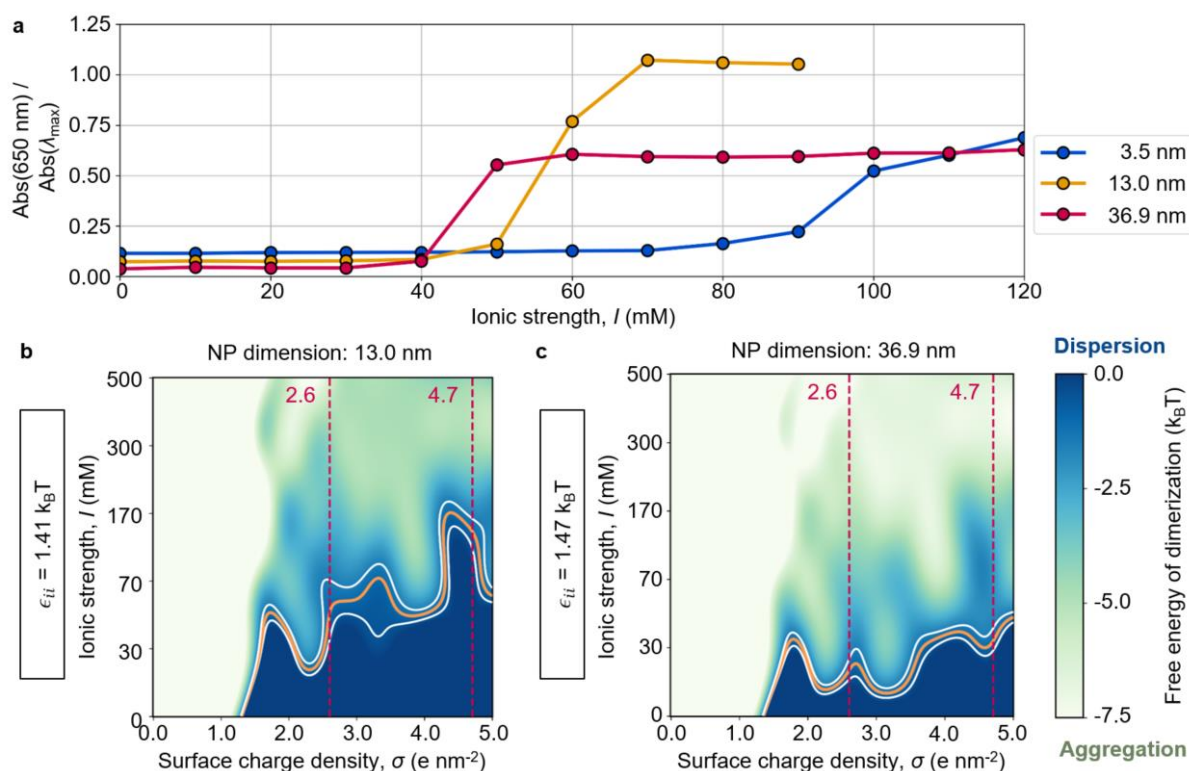 a
1.25
1.00
0.75
0.50
0.25
0.00
Abs(650 nm) /
Abs(λmax)
0 20 40 60 80 100 120
Ionic strength, I (mM)
3.5 nm
13.0 nm
36.9 nm
b
NP dimension: 13.0 nm
ϵii = 1.41 kBT
Ionic strength, I (mM)
500
300
170
70
30
0
2.6 4.7
0.0 1.0 2.0 3.0 4.0 5.0
Surface charge density, σ (e nm-2)
c
NP dimension: 36.9 nm
ϵii = 1.47 kBT
Ionic strength, I (mM)
500
300
170
70
30
0
2.6 4.7
0.0 1.0 2.0 3.0 4.0 5.0
Surface charge density, σ (e nm-2)
Dispersion
0.0
-2.5
-5.0
-7.5
Free energy of dimerization (kBT)
Aggregation